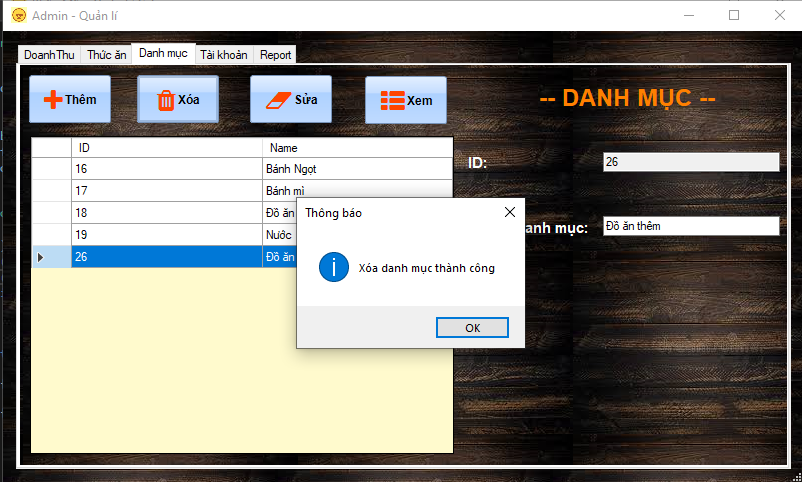 Admin - Quản lí
DoanhThu Thức ăn Danh mục Tài khoản Report
Thêm Xóa Sửa Xem
-- DANH MỤC --
ID Name
16 Bánh Ngọt
17 Bánh mì
18 Đồ ăn
19 Nước
26 Đồ ăn
ID: 26
anh mục: Đồ ăn thêm
Thông báo
Xóa danh mục thành công
OK